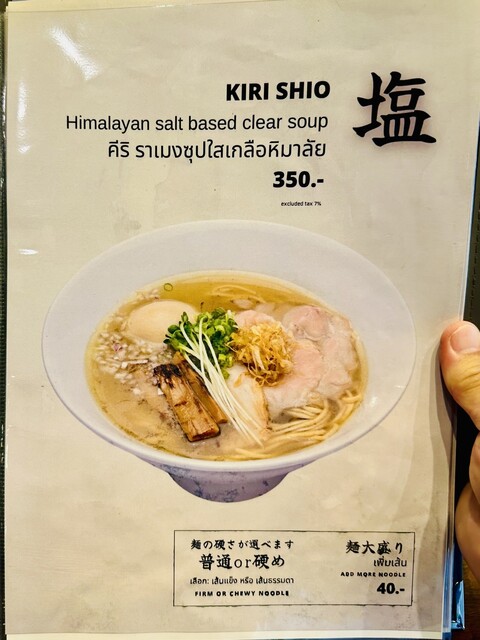 KIRI SHIO
塩
Himalayan salt based clear soup
คีริ ราเมงซุปใสเกลือหิมาลัย
350.-
excluded tax 7%
麺の硬さが選べます
普通or硬め
เลือก: เส้นแข็ง หรือ เส้นธรรมดา
FIRM OR CHEWY NOODLE
麺大盛り
เพิ่มเส้น
ADD MORE NOODLE
40.-